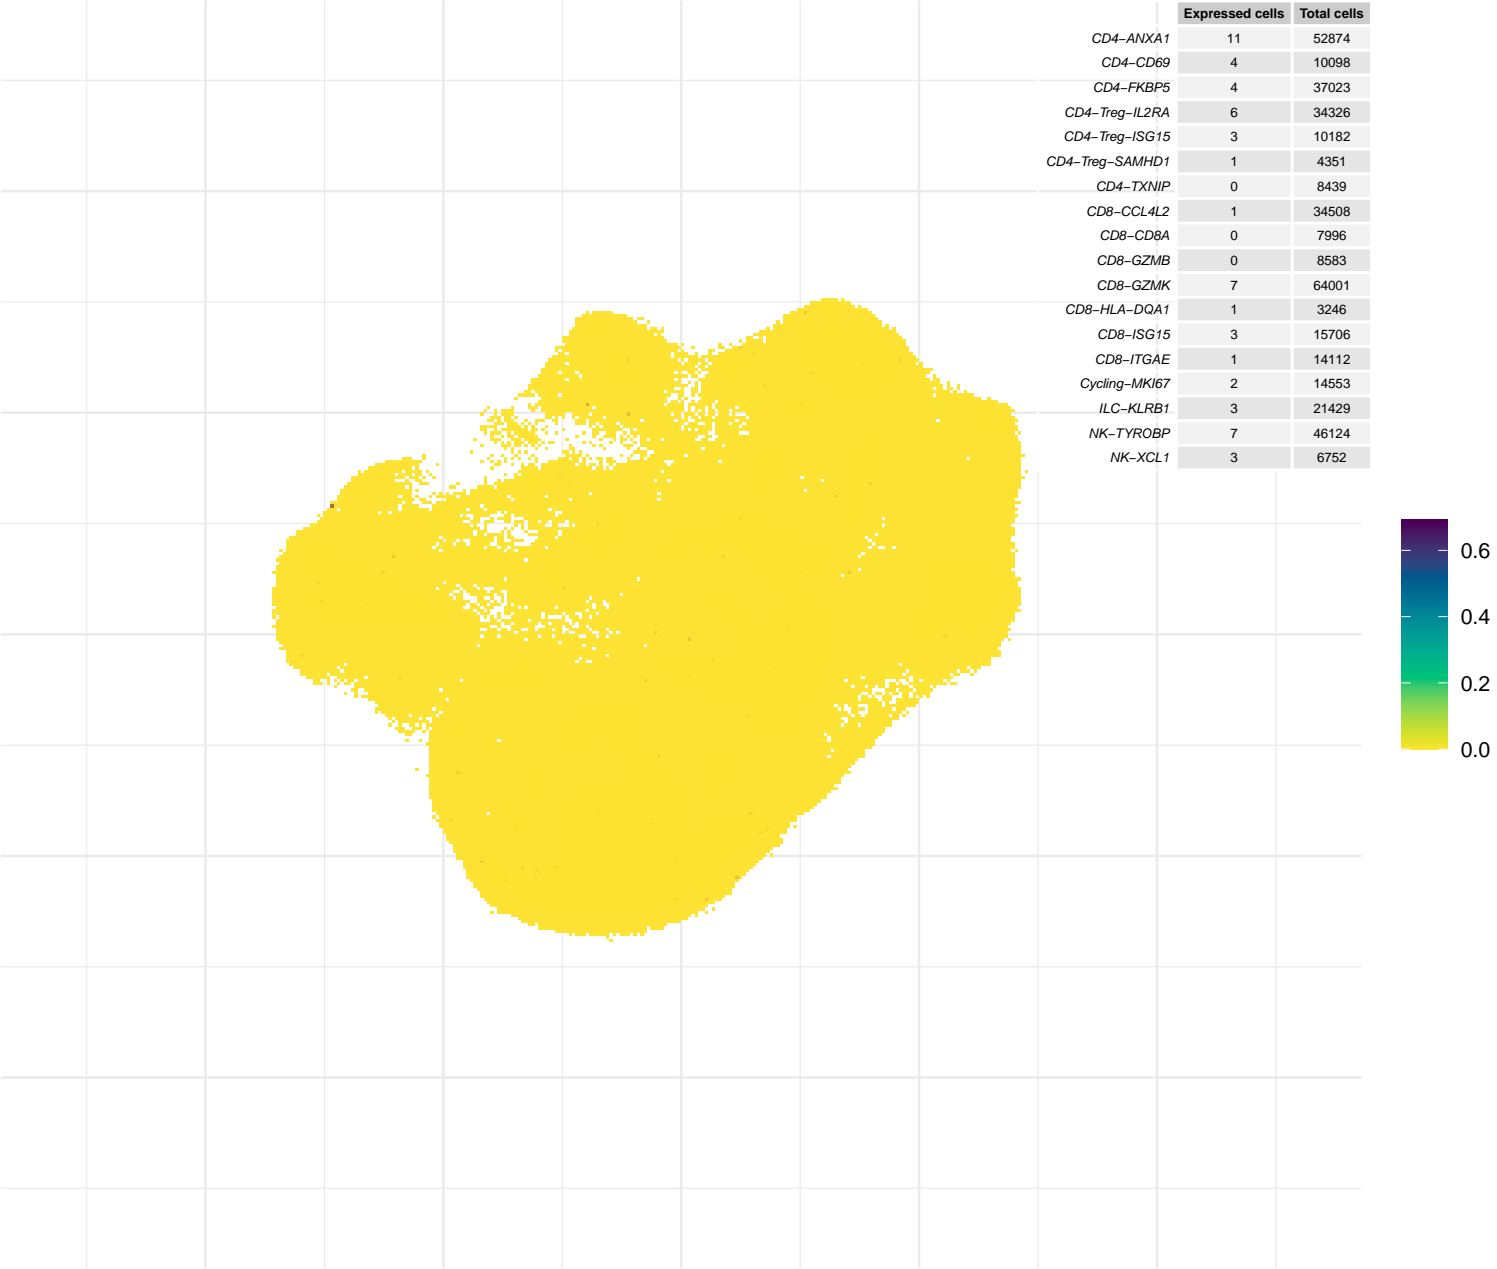 Expressed cells Total cells
CD4−ANXA1 11 52874
CD4−CD69 4 10098
CD4−FKBP5 4 37023
CD4−Treg−IL2RA 6 34326
CD4−Treg−ISG15 3 10182
CD4−Treg−SAMHD1 1 4351
CD4−TXNIP 0 8439
CD8−CCL4L2 1 34508
CD8−CD8A 0 7996
CD8−GZMB 0 8583
CD8−GZMK 7 64001
CD8−HLA−DQA1 1 3246
CD8−ISG15 3 15706
CD8−ITGAE 1 14112
Cycling−MKI67 2 14553
ILC−KLRB1 3 21429
NK−TYROBP 7 46124
NK−XCL1 3 6752
0.6
0.4
0.2
0.0